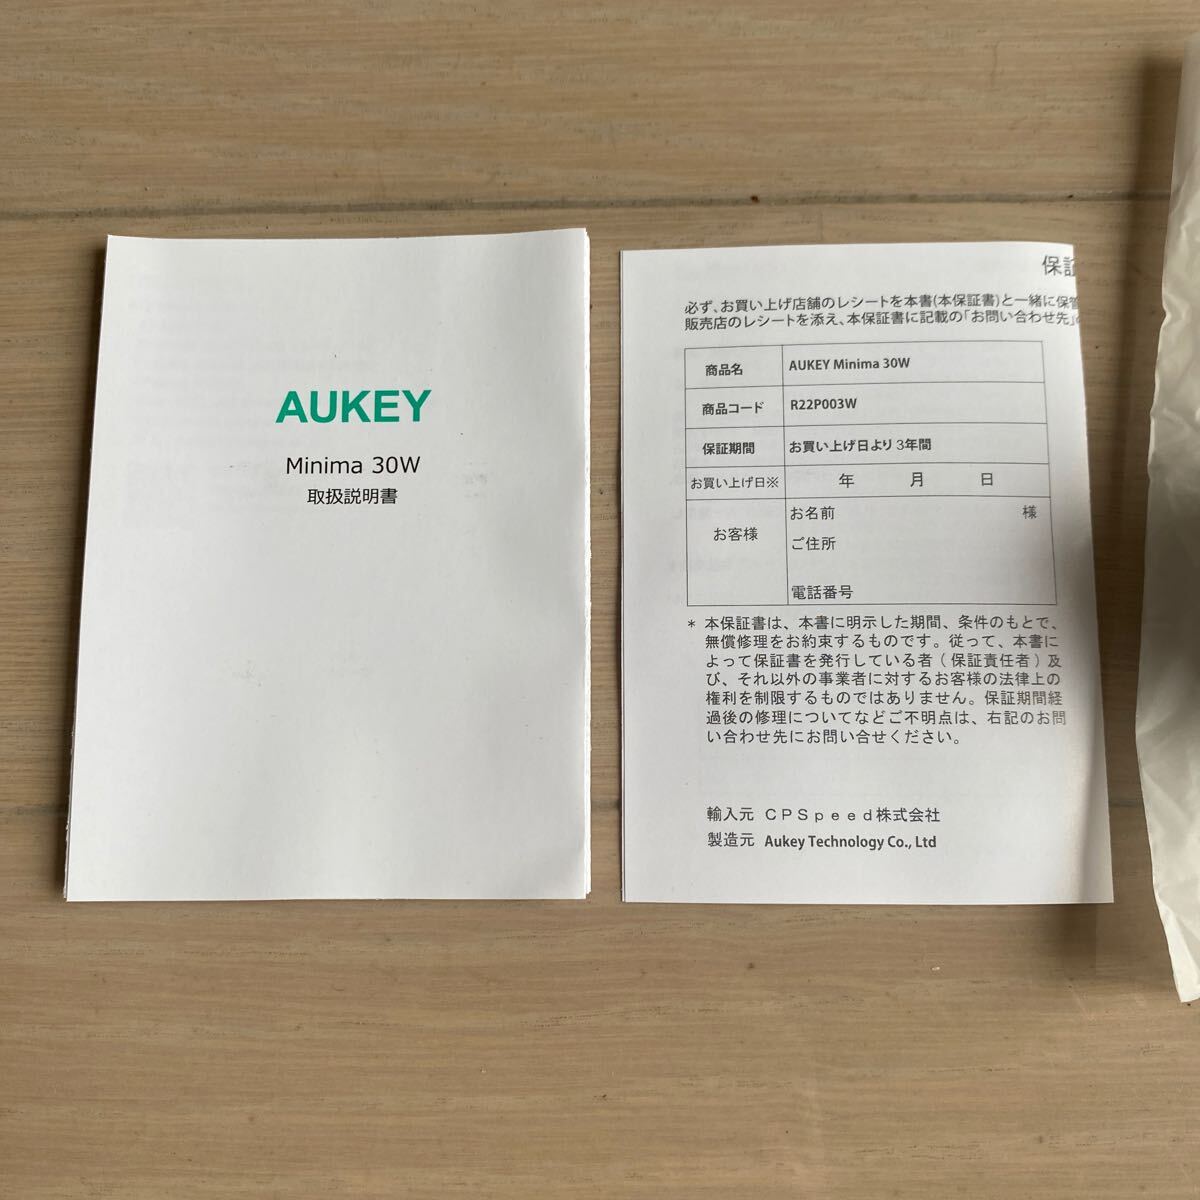 AUKEY
Minima 30W
取扱説明書
保証
必ず、お買い上げ店舗のレシートを本書(本保証書)と一緒に保管
販売店のレシートを添え、本保証書に記載の「お問い合わせ先」
商品名 AUKEY Minima 30W
商品コード R22P003W
保証期間 お買い上げ日より 3年間
お買い上げ日※ 年 月 日
お客様 お名前 様
ご住所
電話番号
* 本保証書は、本書に明示した期間、条件のもとで、
無償修理をお約束するものです。従って、本書に
よって保証書を発行している者(保証責任者)及
び、それ以外の事業者に対するお客様の法律上の
権利を制限するものではありません。保証期間経
過後の修理についてなどご不明点は、右記のお問
い合わせ先にお問い合せください。
輸入元 CPSpeed株式会社
製造元 Aukey Technology Co., Ltd